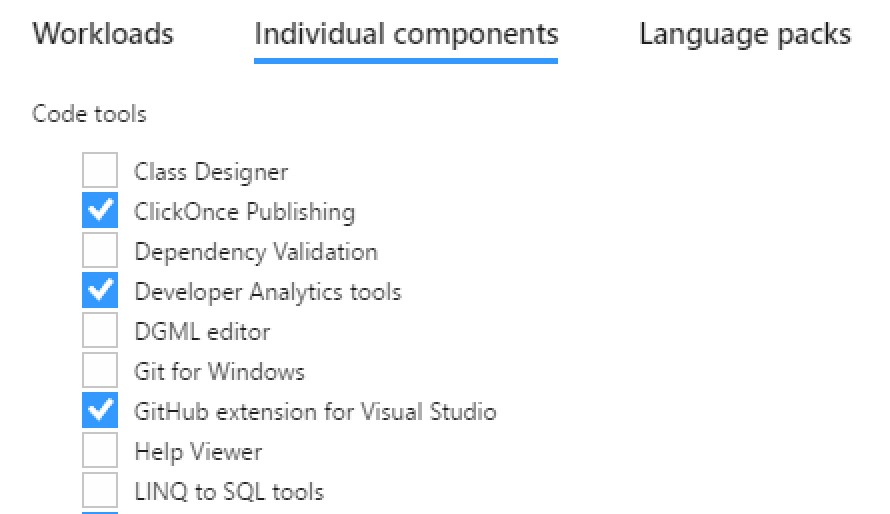 Workloads Individual components Language packs
Code tools
Class Designer
ClickOnce Publishing
Dependency Validation
Developer Analytics tools
DGML editor
Git for Windows
GitHub extension for Visual Studio
Help Viewer
LINQ to SQL tools